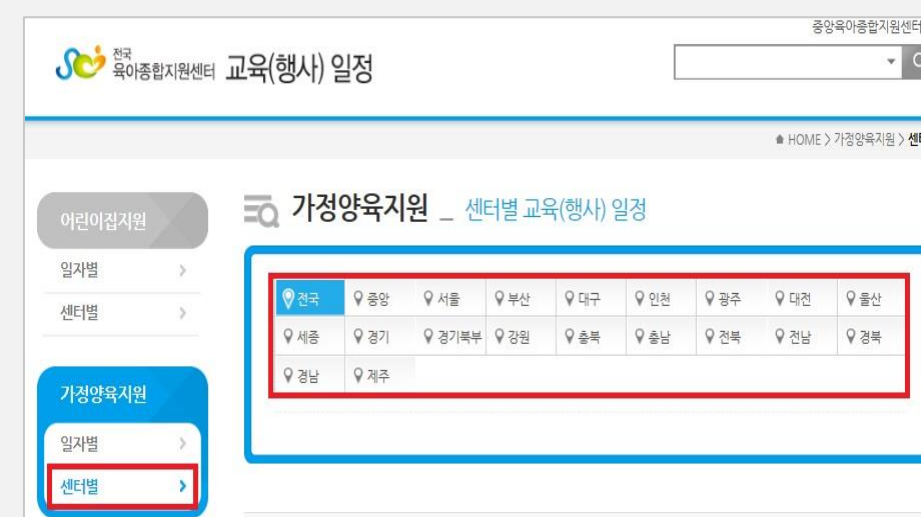 중앙육아종합지원센터
전국
육아종합지원센터 교육(행사) 일정
HOME > 가정양육지원 >
어린이집지원
일자별 >
센터별 >
가정양육지원 _ 센터별 교육(행사) 일정
전국 중앙 서울 부산 대구 인천 광주 대전 울산
세종 경기 경기북부 강원 충북 충남 전북 전남 경북
경남 제주
가정양육지원
일자별 >
센터별 >